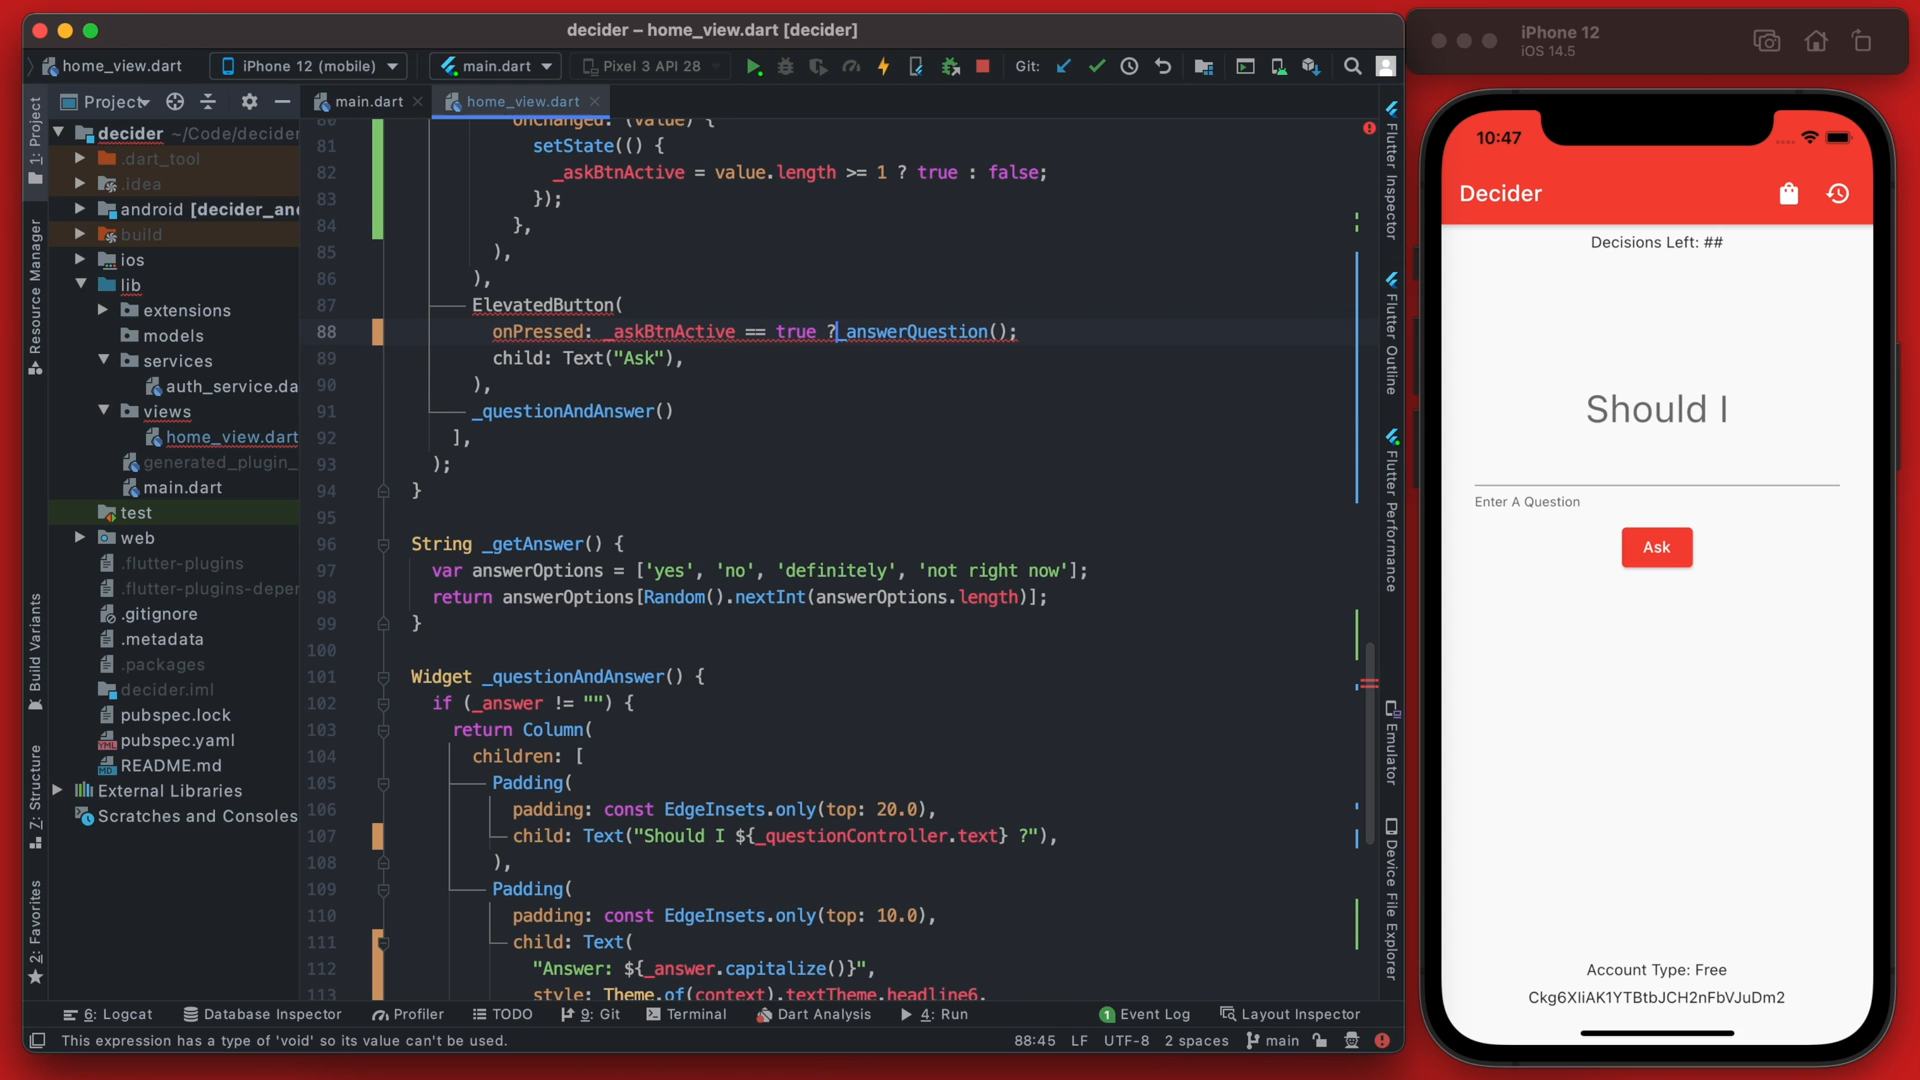 decider – home_view.dart [decider]
home_view.dart
iPhone 12 (mobile)
main.dart
Pixel 3 API 28
Git:
Project
main.dart
home_view.dart
decider ~/Code/decider
.dart_tool
.idea
android [decider_and
build
ios
lib
extensions
models
services
auth_service.da
views
home_view.dart
generated_plugin_
main.dart
test
web
.flutter-plugins
.flutter-plugins-deper
.gitignore
.metadata
.packages
decider.iml
pubspec.lock
pubspec.yaml
README.md
External Libraries
Scratches and Consoles
1: Project
Resource Manager
Build Variants
7: Structure
2: Favorites
80 onChanged: (value) {
81 setState(() {
82 _askBtnActive = value.length >= 1 ? true : false;
83 });
84 },
85 ),
86 ),
87 ElevatedButton(
88 onPressed: _askBtnActive == true ?_answerQuestion();
89 child: Text("Ask"),
90 ),
91 _questionAndAnswer()
92 ],
93 );
94 }
95
96 String _getAnswer() {
97 var answerOptions = ['yes', 'no', 'definitely', 'not right now'];
98 return answerOptions[Random().nextInt(answerOptions.length)];
99 }
100
101 Widget _questionAndAnswer() {
102 if (_answer != "") {
103 return Column(
104 children: [
105 Padding(
106 padding: const EdgeInsets.only(top: 20.0),
107 child: Text("Should I ${_questionController.text} ?"),
108 ),
109 Padding(
110 padding: const EdgeInsets.only(top: 10.0),
111 child: Text(
112 "Answer: ${_answer.capitalize()}",
113 style: Theme.of(context).textTheme.headline6,
Flutter Inspector
Flutter Outline
Flutter Performance
Emulator
Device File Explorer
6: Logcat
Database Inspector
Profiler
TODO
9: Git
Terminal
Dart Analysis
4: Run
1 Event Log
Layout Inspector
This expression has a type of 'void' so its value can't be used.
88:45 LF UTF-8 2 spaces main
iPhone 12
iOS 14.5
10:47
Decider
Decisions Left: ##
Should I
Enter A Question
Ask
Account Type: Free
Ckg6XIiAK1YTBtbJCH2nFbVJuDm2